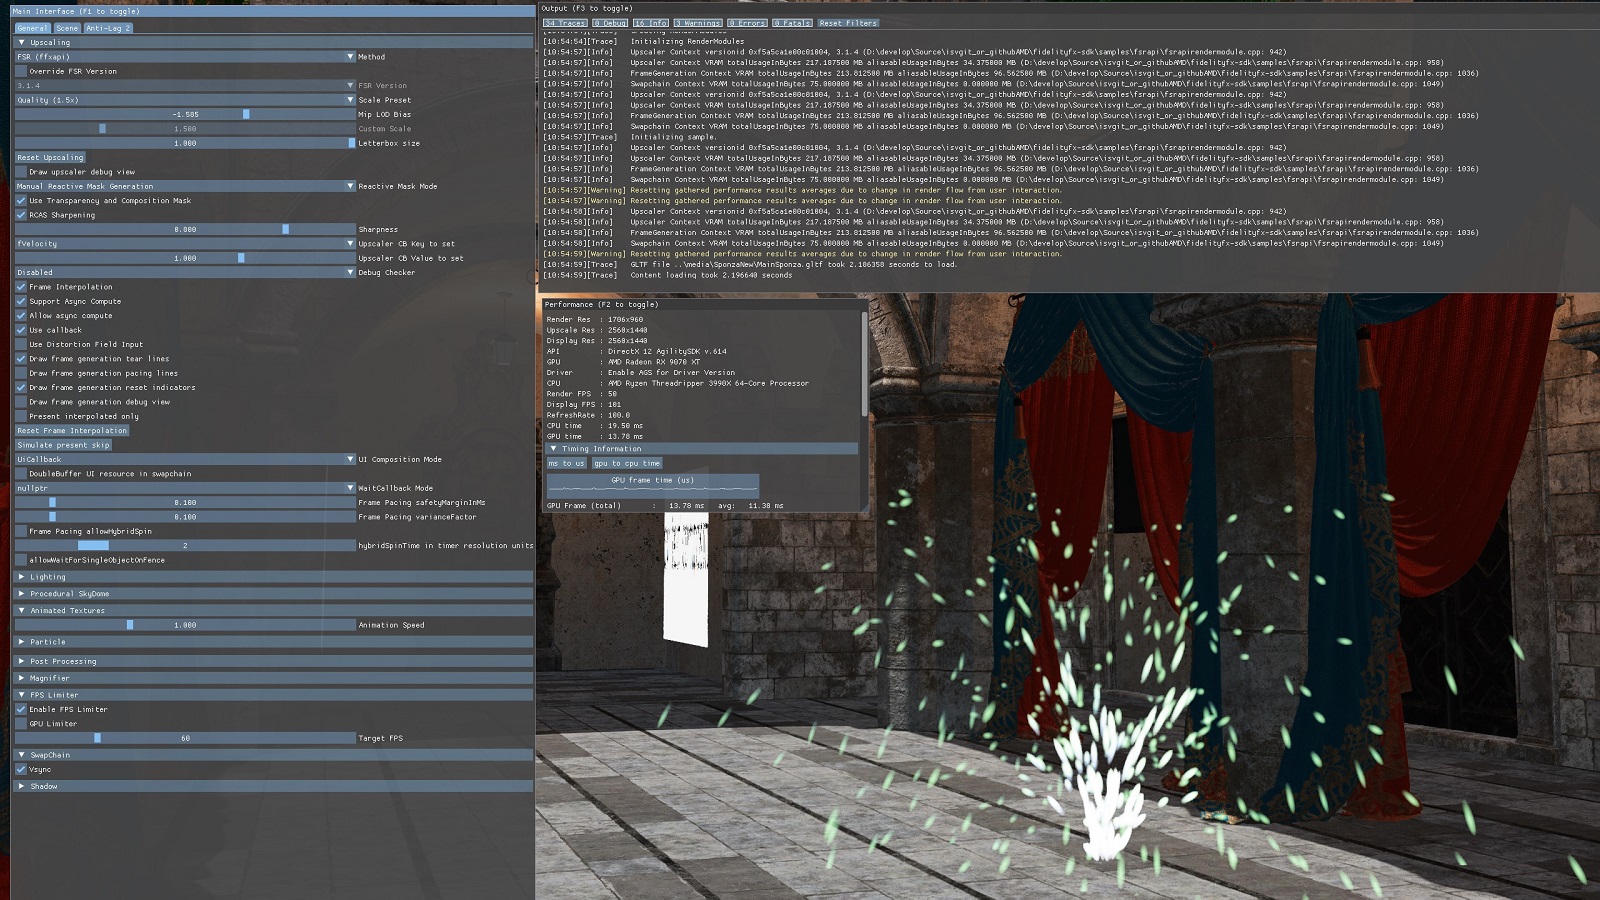 Main Interface (F1 to toggle)
General Scene Anti-Lag 2
Upscaling
FSR (ffxapi) Method
Override FSR Version
3.1.4 FSR Version
Quality (1.5x) Scale Preset
-1.585 Mip LOD Bias
1.500 Custom Scale
1.000 Letterbox size
Reset Upscaling
Draw upscaler debug view
Manual Reactive Mask Generation Reactive Mask Mode
Use Transparency and Composition Mask
RCAS Sharpening
0.800 Sharpness
fVelocity Upscaler CB Key to set
1.000 Upscaler CB Value to set
Disabled Debug Checker
Frame Interpolation
Support Async Compute
Allow async compute
Use callback
Use Distortion Field Input
Draw frame generation tear lines
Draw frame generation pacing lines
Draw frame generation reset indicators
Draw frame generation debug view
Present interpolated only
Reset Frame Interpolation
Simulate present skip
UiCallback UI Composition Mode
DoubleBuffer UI resource in swapchain
nullptr WaitCallback Mode
0.100 Frame Pacing safetyMarginInMs
0.100 Frame Pacing varianceFactor
Frame Pacing allowHybridSpin
2 hybridSpinTime in timer resolution units
allowWaitForSingleObjectOnFence
Lighting
Procedural SkyDome
Animated Textures
1.000 Animation Speed
Particle
Post Processing
Magnifier
FPS Limiter
Enable FPS Limiter
GPU Limiter
60 Target FPS
SwapChain
Vsync
Shadow
Output (F3 to toggle)
34 Traces 0 Debug 16 Info 3 Warnings 0 Errors 0 Fatals Reset Filters
[10:54:54][Trace] Initializing RenderModules
[10:54:57][Info] Upscaler Context versionid 0xf5a5ca1e00c01004, 3.1.4 (D:\develop\Source\isvgit_or_githubAMD\fidelityfx-sdk\samples\fsrapi\fsrapirendermodule.cpp: 942)
[10:54:57][Info] Upscaler Context VRAM totalUsageInBytes 217.187500 MB aliasableUsageInBytes 34.375000 MB (D:\develop\Source\isvgit_or_githubAMD\fidelityfx-sdk\samples\fsrapi\fsrapirendermodule.cpp: 958)
[10:54:57][Info] FrameGeneration Context VRAM totalUsageInBytes 213.812500 MB aliasableUsageInBytes 96.562500 MB (D:\develop\Source\isvgit_or_githubAMD\fidelityfx-sdk\samples\fsrapi\fsrapirendermodule.cpp: 1036)
[10:54:57][Info] Swapchain Context VRAM totalUsageInBytes 75.000000 MB aliasableUsageInBytes 0.000000 MB (D:\develop\Source\isvgit_or_githubAMD\fidelityfx-sdk\samples\fsrapi\fsrapirendermodule.cpp: 1049)
[10:54:57][Info] Upscaler Context versionid 0xf5a5ca1e00c01004, 3.1.4 (D:\develop\Source\isvgit_or_githubAMD\fidelityfx-sdk\samples\fsrapi\fsrapirendermodule.cpp: 942)
[10:54:57][Info] Upscaler Context VRAM totalUsageInBytes 217.187500 MB aliasableUsageInBytes 34.375000 MB (D:\develop\Source\isvgit_or_githubAMD\fidelityfx-sdk\samples\fsrapi\fsrapirendermodule.cpp: 958)
[10:54:57][Info] FrameGeneration Context VRAM totalUsageInBytes 213.812500 MB aliasableUsageInBytes 96.562500 MB (D:\develop\Source\isvgit_or_githubAMD\fidelityfx-sdk\samples\fsrapi\fsrapirendermodule.cpp: 1036)
[10:54:57][Info] Swapchain Context VRAM totalUsageInBytes 75.000000 MB aliasableUsageInBytes 0.000000 MB (D:\develop\Source\isvgit_or_githubAMD\fidelityfx-sdk\samples\fsrapi\fsrapirendermodule.cpp: 1049)
[10:54:57][Trace] Initializing sample.
[10:54:57][Info] Upscaler Context versionid 0xf5a5ca1e00c01004, 3.1.4 (D:\develop\Source\isvgit_or_githubAMD\fidelityfx-sdk\samples\fsrapi\fsrapirendermodule.cpp: 942)
[10:54:57][Info] Upscaler Context VRAM totalUsageInBytes 217.187500 MB aliasableUsageInBytes 34.375000 MB (D:\develop\Source\isvgit_or_githubAMD\fidelityfx-sdk\samples\fsrapi\fsrapirendermodule.cpp: 958)
[10:54:57][Info] FrameGeneration Context VRAM totalUsageInBytes 213.812500 MB aliasableUsageInBytes 96.562500 MB (D:\develop\Source\isvgit_or_githubAMD\fidelityfx-sdk\samples\fsrapi\fsrapirendermodule.cpp: 1036)
[10:54:57][Info] Swapchain Context VRAM totalUsageInBytes 75.000000 MB aliasableUsageInBytes 0.000000 MB (D:\develop\Source\isvgit_or_githubAMD\fidelityfx-sdk\samples\fsrapi\fsrapirendermodule.cpp: 1049)
[10:54:57][Warning] Resetting gathered performance results averages due to change in render flow from user interaction.
[10:54:57][Warning] Resetting gathered performance results averages due to change in render flow from user interaction.
[10:54:58][Info] Upscaler Context versionid 0xf5a5ca1e00c01004, 3.1.4 (D:\develop\Source\isvgit_or_githubAMD\fidelityfx-sdk\samples\fsrapi\fsrapirendermodule.cpp: 942)
[10:54:58][Info] Upscaler Context VRAM totalUsageInBytes 217.187500 MB aliasableUsageInBytes 34.375000 MB (D:\develop\Source\isvgit_or_githubAMD\fidelityfx-sdk\samples\fsrapi\fsrapirendermodule.cpp: 958)
[10:54:58][Info] FrameGeneration Context VRAM totalUsageInBytes 213.812500 MB aliasableUsageInBytes 96.562500 MB (D:\develop\Source\isvgit_or_githubAMD\fidelityfx-sdk\samples\fsrapi\fsrapirendermodule.cpp: 1036)
[10:54:58][Info] Swapchain Context VRAM totalUsageInBytes 75.000000 MB aliasableUsageInBytes 0.000000 MB (D:\develop\Source\isvgit_or_githubAMD\fidelityfx-sdk\samples\fsrapi\fsrapirendermodule.cpp: 1049)
[10:54:59][Warning] Resetting gathered performance results averages due to change in render flow from user interaction.
[10:54:59][Trace] GLTF file ..\media\SponzaNew\MainSponza.gltf took 2.186358 seconds to load.
[10:54:59][Trace] Content loading took 2.196640 seconds
Performance (F2 to toggle)
Render Res : 1706x960
Upscale Res : 2560x1440
Display Res : 2560x1440
API : DirectX 12 AgilitySDK v.614
GPU : AMD Radeon RX 9070 XT
Driver : Enable AGS for Driver Version
CPU : AMD Ryzen Threadripper 3990X 64-Core Processor
Render FPS : 50
Display FPS : 101
RefreshRate : 100.0
CPU time : 19.50 ms
GPU time : 13.78 ms
Timing Information
ms to us gpu to cpu time
GPU frame time (us)
GPU Frame (total) : 13.78 ms avg: 11.38 ms